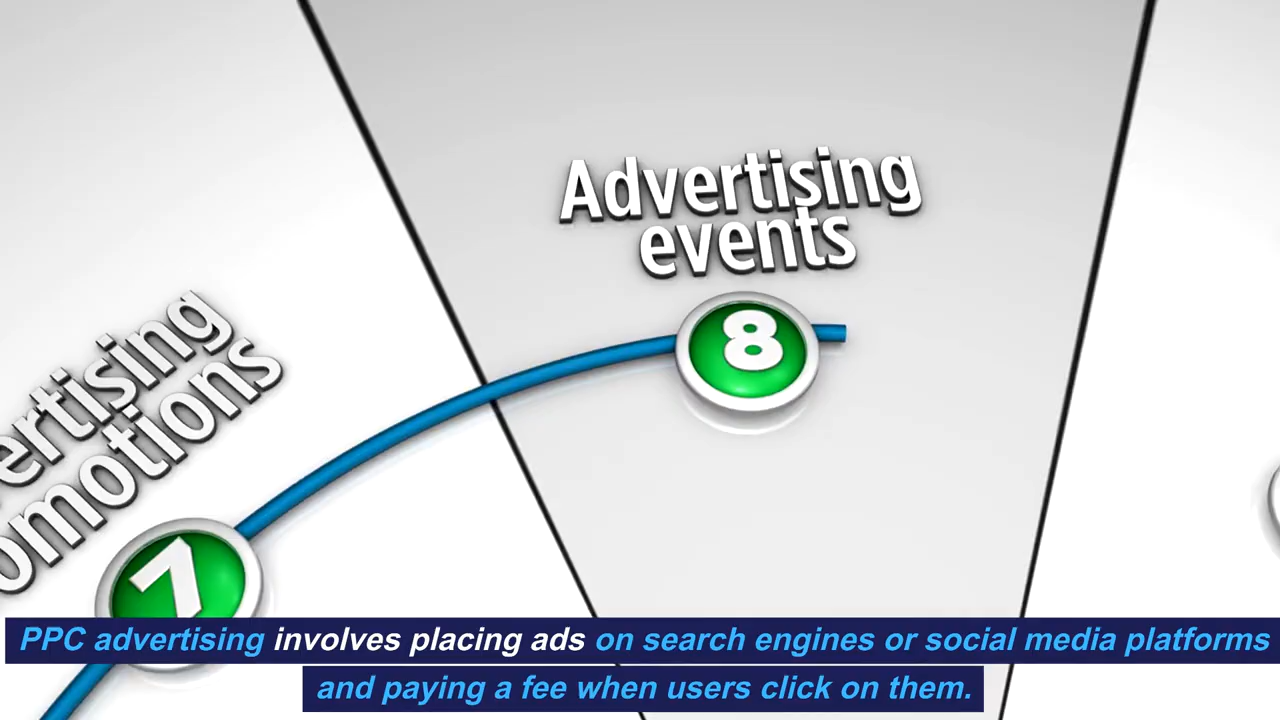 Advertising
events
8
7
PPC advertising involves placing ads on search engines or social media platforms
and paying a fee when users click on them.